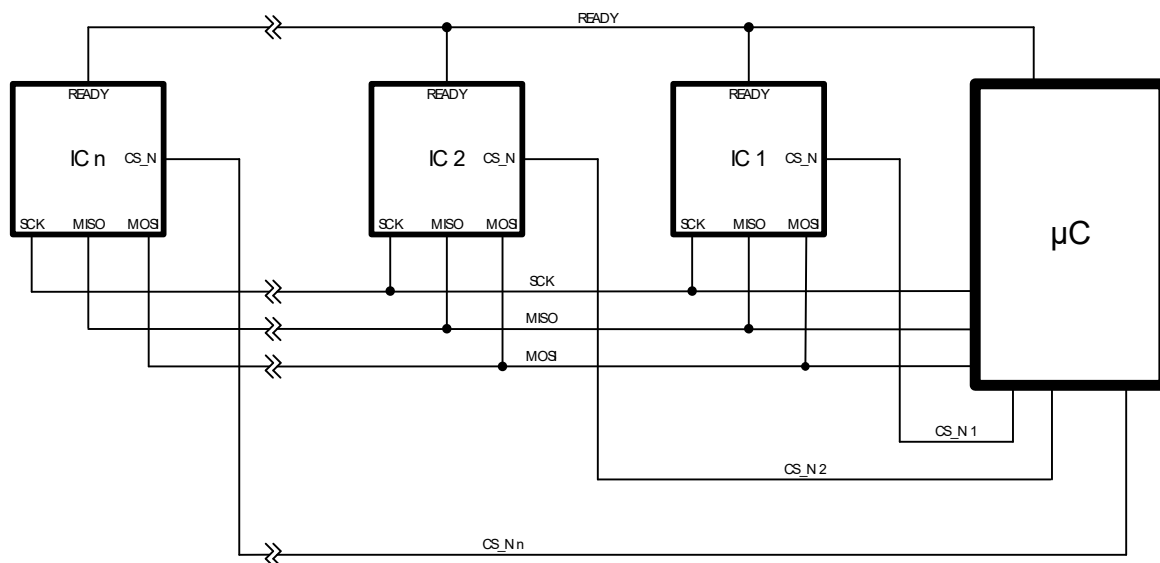 READY
READY
READY
READY
IC n
CS_N
IC 2
CS_N
IC 1
CS_N
SCK
MISO
MOSI
SCK
MISO
MOSI
SCK
MISO
MOSI
µC
SCK
MISO
MOSI
CS_N 1
CS_N 2
CS_N n